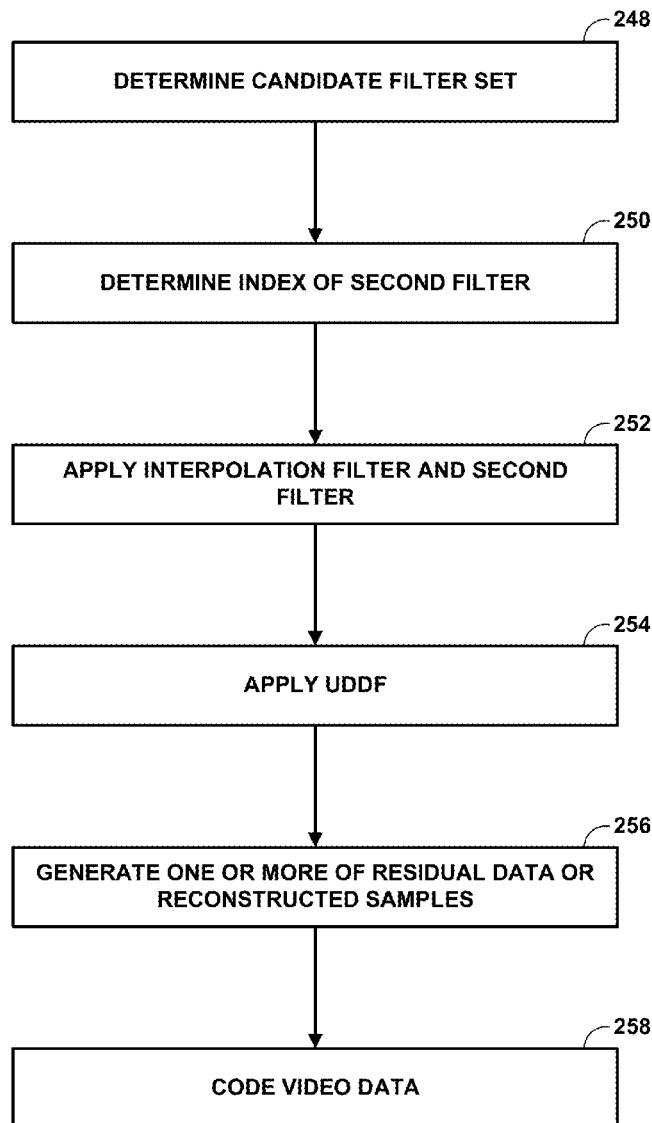 248
DETERMINE CANDIDATE FILTER SET
250
DETERMINE INDEX OF SECOND FILTER
252
APPLY INTERPOLATION FILTER AND SECOND
FILTER
254
APPLY UDDF
256
GENERATE ONE OR MORE OF RESIDUAL DATA OR
RECONSTRUCTED SAMPLES
258
CODE VIDEO DATA